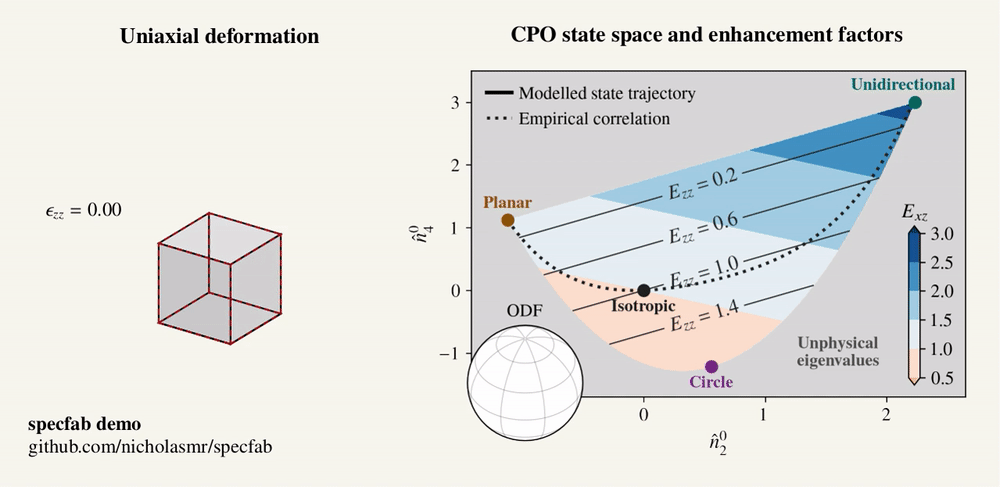 Uniaxial deformation
ϵzz = 0.00
specfab demo
github.com/nicholasmr/specfab
CPO state space and enhancement factors
Modelled state trajectory
Empirical correlation
Unidirectional
Planar
Isotropic
Circle
Ezz = 0.2
Ezz = 0.6
Ezz = 1.0
Ezz = 1.4
Unphysical
eigenvalues
ODF
Exz
3.0
2.5
2.0
1.5
1.0
0.5
3
2
1
0
−1
n̂⁰₄
0 1 2
n̂⁰₂